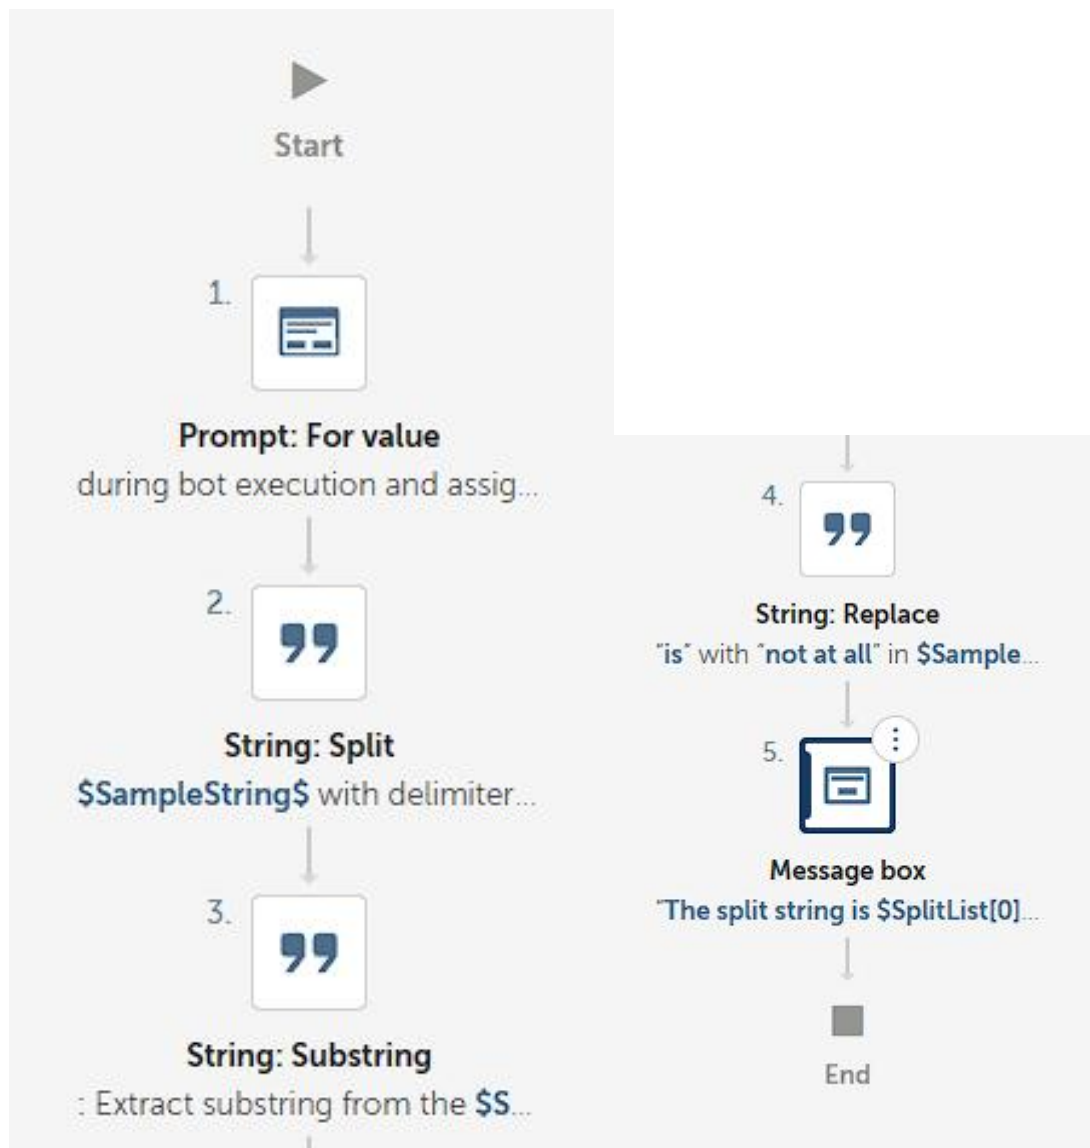 Start
1.
Prompt: For value
during bot execution and assig...
2.
String: Split
$SampleString$ with delimiter...
3.
String: Substring
: Extract substring from the $S...
4.
String: Replace
"is" with "not at all" in $Sample...
5.
Message box
"The split string is $SplitList[0]...
End